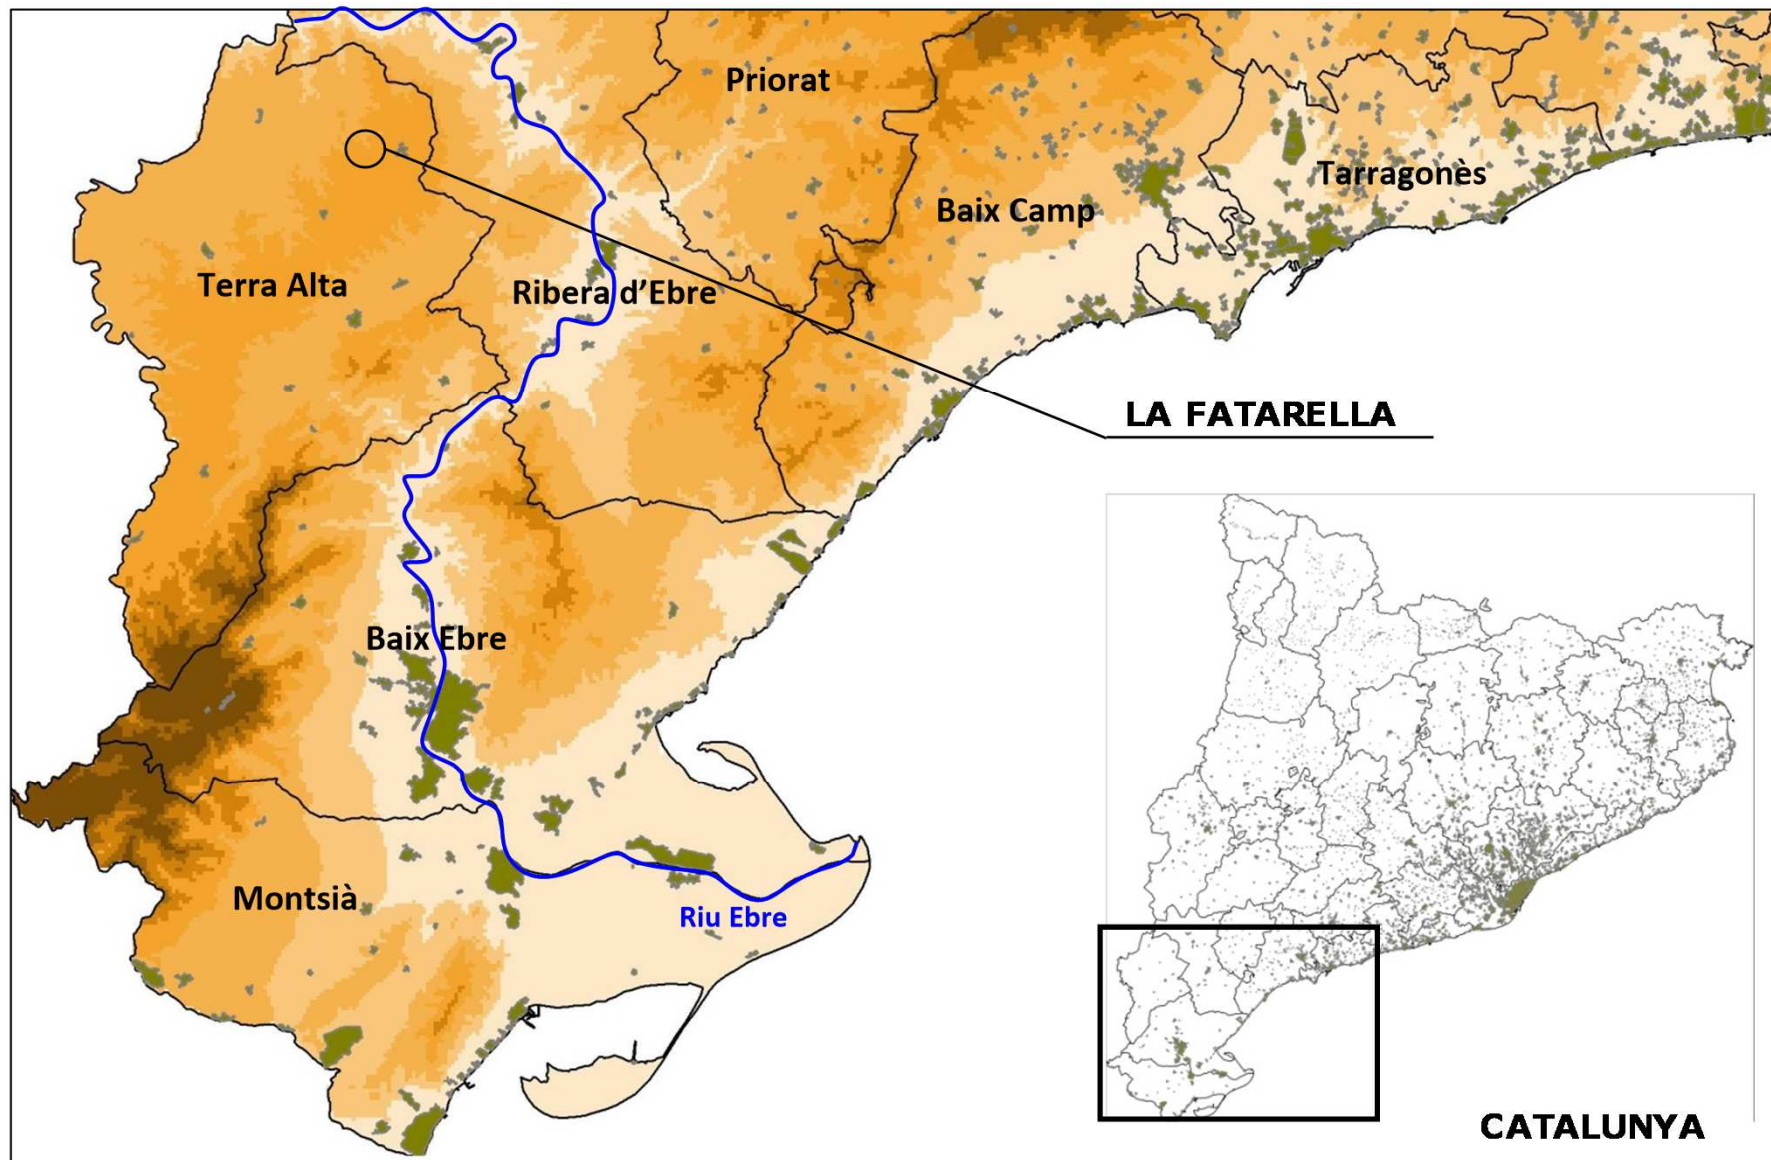 Priorat
Tarragonès
Baix Camp
Terra Alta
Ribera d'Ebre
LA FATARELLA
Baix Ebre
Montsià
Riu Ebre
CATALUNYA